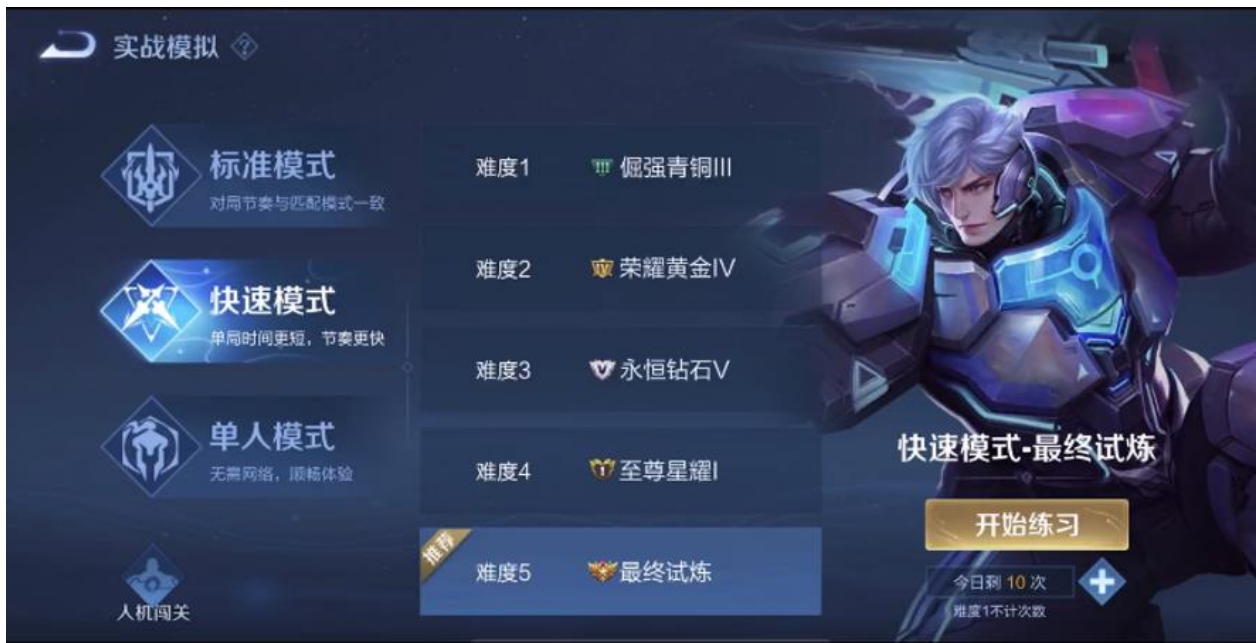 实战模拟
标准模式
对局节奏与匹配模式一致
快速模式
单局时间更短，节奏更快
单人模式
无需网络，顺畅体验
人机闯关
难度1 倔强青铜III
难度2 荣耀黄金IV
难度3 永恒钻石V
难度4 至尊星耀I
推荐
难度5 最终试炼
快速模式-最终试炼
开始练习
今日剩 10 次
难度1不计次数